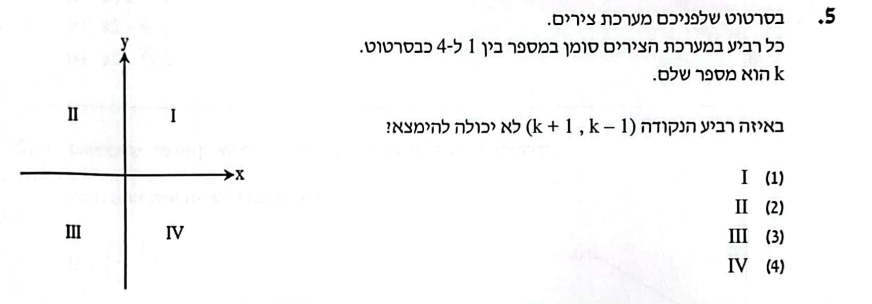 5. בסרטוט שלפניכם מערכת צירים.
כל רביע במערכת הצירים סומן במספר בין 1 ל-4 כבסרטוט.
k הוא מספר שלם.
באיזה רביע הנקודה (k + 1 , k – 1) לא יכולה להימצא?
(1) I
(2) II
(3) III
(4) IV
y
II I
x
III IV